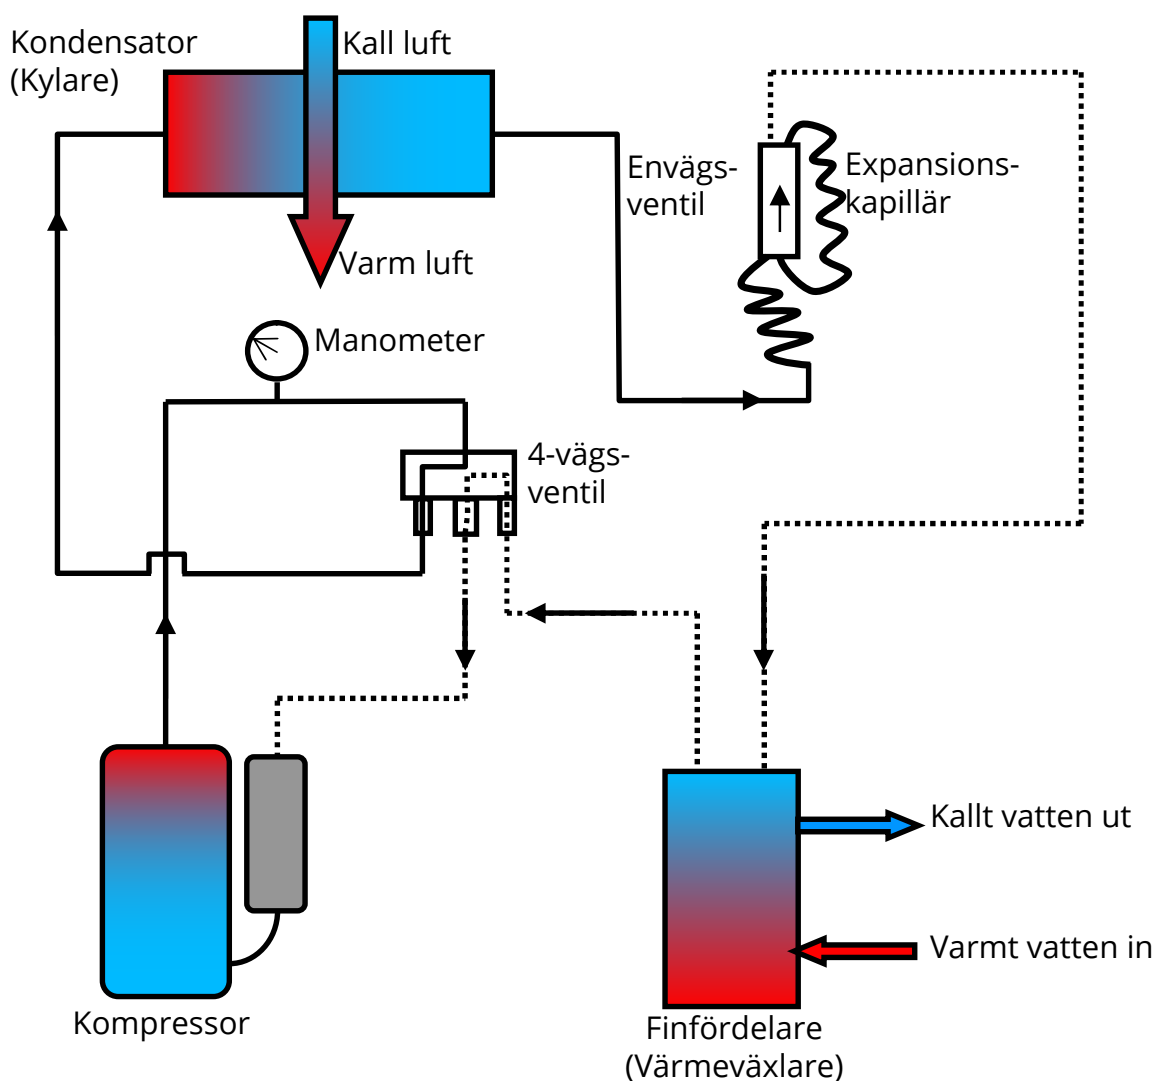 Kondensator
(Kylare)
Kall luft
Varm luft
Envägs-
ventil
Expansions-
kapillär
Manometer
4-vägs-
ventil
Kallt vatten ut
Varmt vatten in
Kompressor
Finfördelare
(Värmeväxlare)